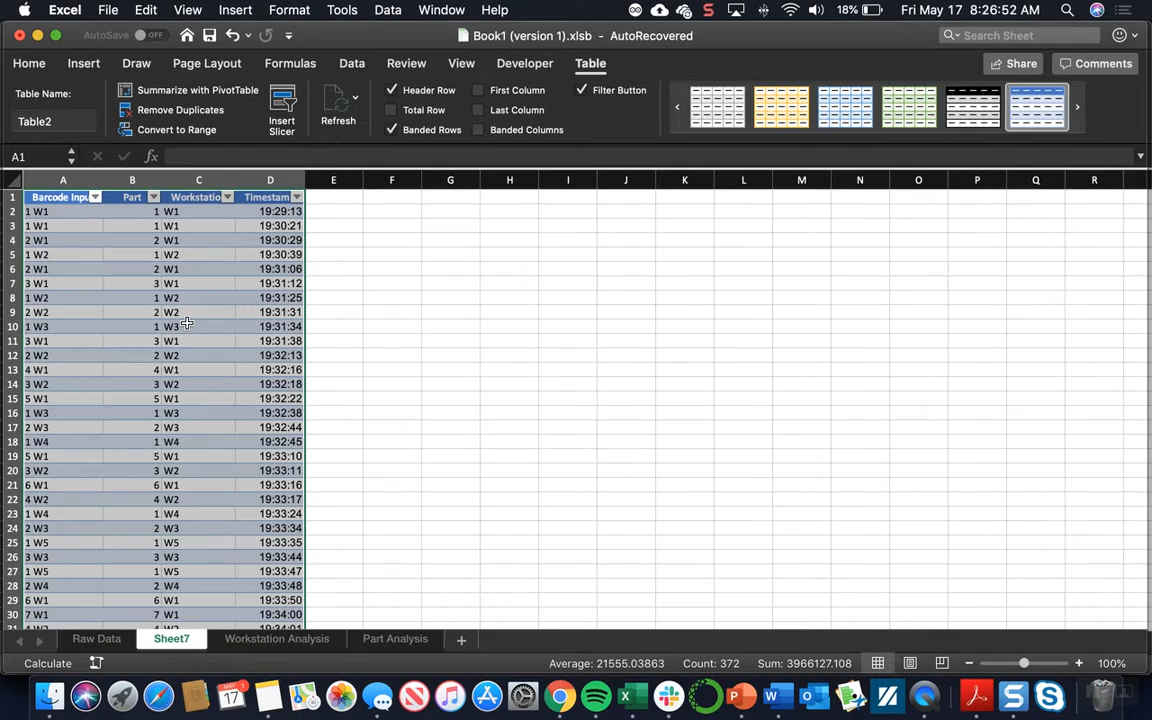 Excel File Edit View Insert Format Tools Data Window Help 18% Fri May 17 8:26:52 AM
AutoSave OFF Book1 (version 1).xlsb - AutoRecovered Search Sheet
Home Insert Draw Page Layout Formulas Data Review View Developer Table Share Comments
Table Name:
Table2
Summarize with PivotTable
Remove Duplicates
Convert to Range
Insert
Slicer
Refresh
Header Row First Column Filter Button
Total Row Last Column
Banded Rows Banded Columns
A1 fx
A B C D E F G H I J K L M N O P Q R
1 Barcode Inpu Part Workstatio Timestam
2 1 W1 1 W1 19:29:13
3 1 W1 1 W1 19:30:21
4 2 W1 2 W1 19:30:29
5 1 W2 1 W2 19:30:39
6 2 W1 2 W1 19:31:06
7 3 W1 3 W1 19:31:12
8 1 W2 1 W2 19:31:25
9 2 W2 2 W2 19:31:31
10 1 W3 1 W3 19:31:34
11 3 W1 3 W1 19:31:38
12 2 W2 2 W2 19:32:13
13 4 W1 4 W1 19:32:16
14 3 W2 3 W2 19:32:18
15 5 W1 5 W1 19:32:22
16 1 W3 1 W3 19:32:38
17 2 W3 2 W3 19:32:44
18 1 W4 1 W4 19:32:45
19 5 W1 5 W1 19:33:10
20 3 W2 3 W2 19:33:11
21 6 W1 6 W1 19:33:16
22 4 W2 4 W2 19:33:17
23 1 W4 1 W4 19:33:24
24 2 W3 2 W3 19:33:34
25 1 W5 1 W5 19:33:35
26 3 W3 3 W3 19:33:44
27 1 W5 1 W5 19:33:47
28 2 W4 2 W4 19:33:48
29 6 W1 6 W1 19:33:50
30 7 W1 7 W1 19:34:00
31 4 W2 4 W2 19:34:01
Raw Data Sheet7 Workstation Analysis Part Analysis
Calculate Average: 21555.03863 Count: 372 Sum: 3966127.108 100%